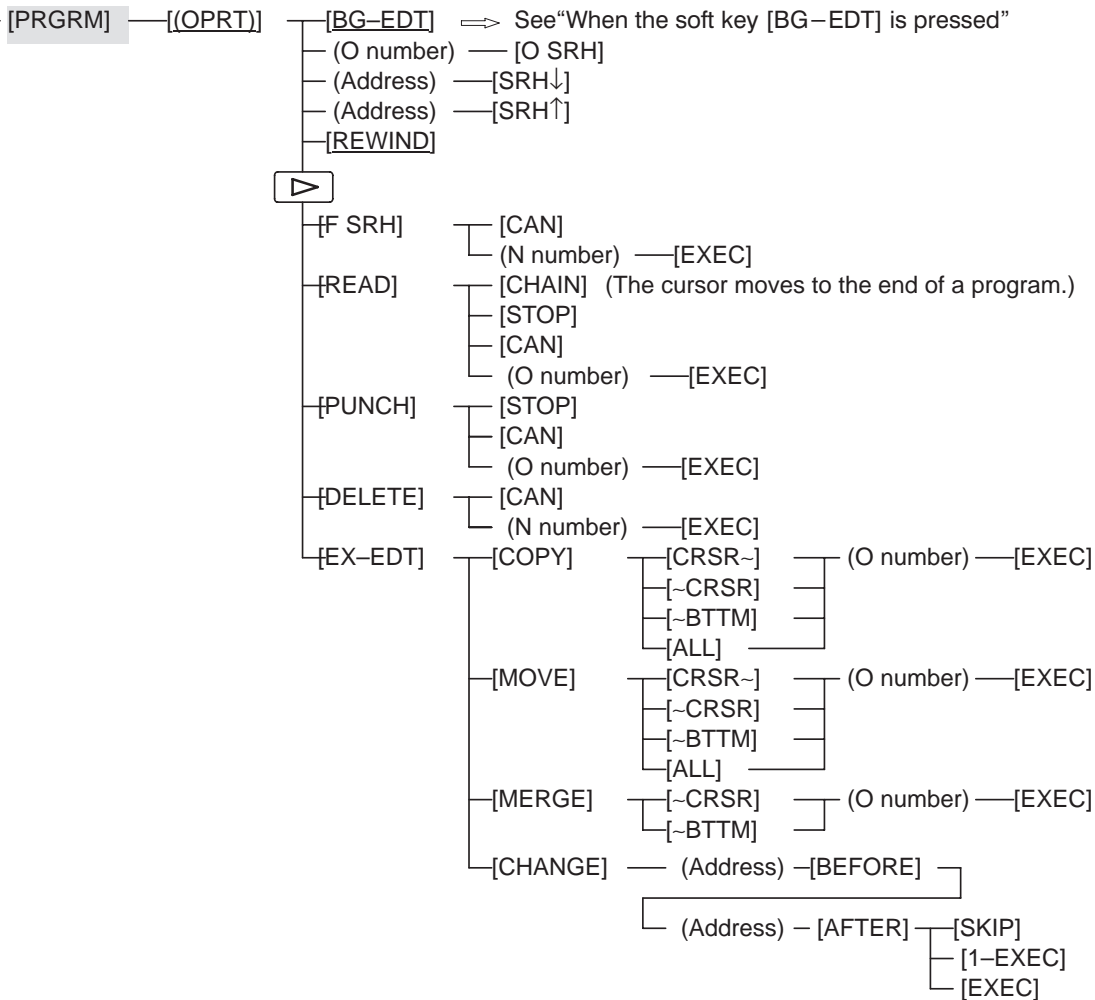 [PRGRM] [(OPRT)] [BG–EDT] See“When the soft key [BG−EDT] is pressed”
(O number) [O SRH]
(Address) [SRH↓]
(Address) [SRH↑]
[REWIND]
[F SRH] [CAN]
(N number) [EXEC]
[READ] [CHAIN] (The cursor moves to the end of a program.)
[STOP]
[CAN]
(O number) [EXEC]
[PUNCH] [STOP]
[CAN]
(O number) [EXEC]
[DELETE] [CAN]
(N number) [EXEC]
[EX–EDT] [COPY] [CRSR~] (O number) [EXEC]
[~CRSR]
[~BTTM]
[ALL]
[MOVE] [CRSR~] (O number) [EXEC]
[~CRSR]
[~BTTM]
[ALL]
[MERGE] [~CRSR] (O number) [EXEC]
[~BTTM]
[CHANGE] (Address) [BEFORE]
(Address) [AFTER] [SKIP]
[1–EXEC]
[EXEC]